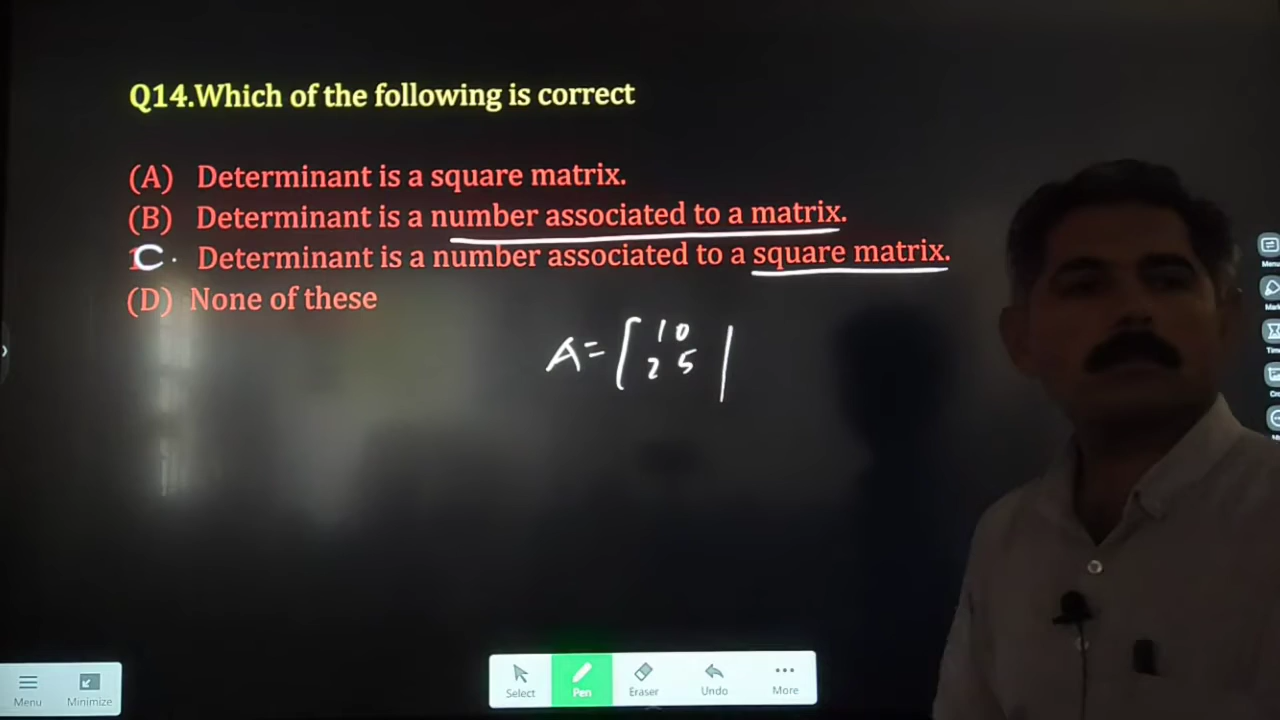 Q14.Which of the following is correct
(A) Determinant is a square matrix.
(B) Determinant is a number associated to a matrix.
C. Determinant is a number associated to a square matrix.
(D) None of these
A = [ 1 0
2 5 |
Menu
Minimize
Select
Pen
Eraser
Undo
More